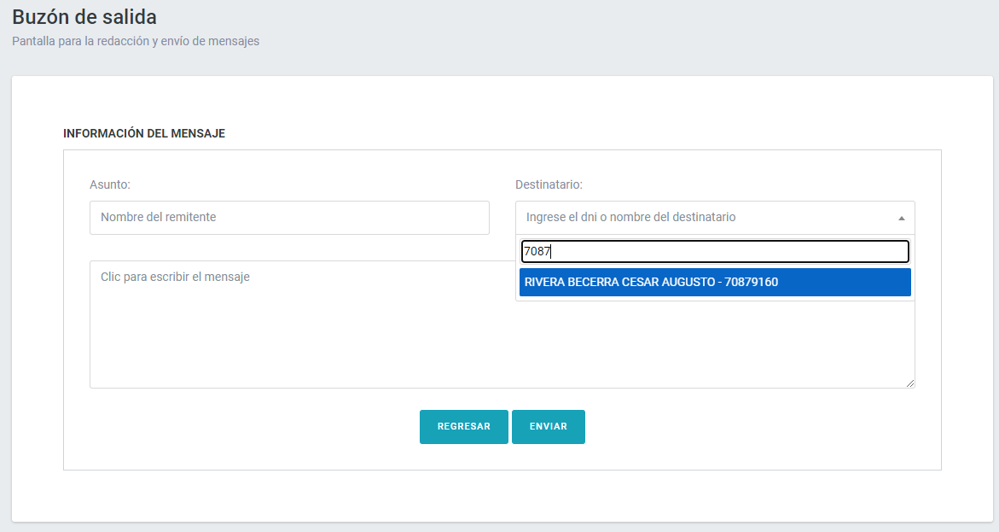 Buzón de salida
Pantalla para la redacción y envío de mensajes
INFORMACIÓN DEL MENSAJE
Asunto:
Destinatario:
Nombre del remitente
Ingrese el dni o nombre del destinatario
7087
Clic para escribir el mensaje
RIVERA BECERRA CESAR AUGUSTO - 70879160
REGRESAR
ENVIAR